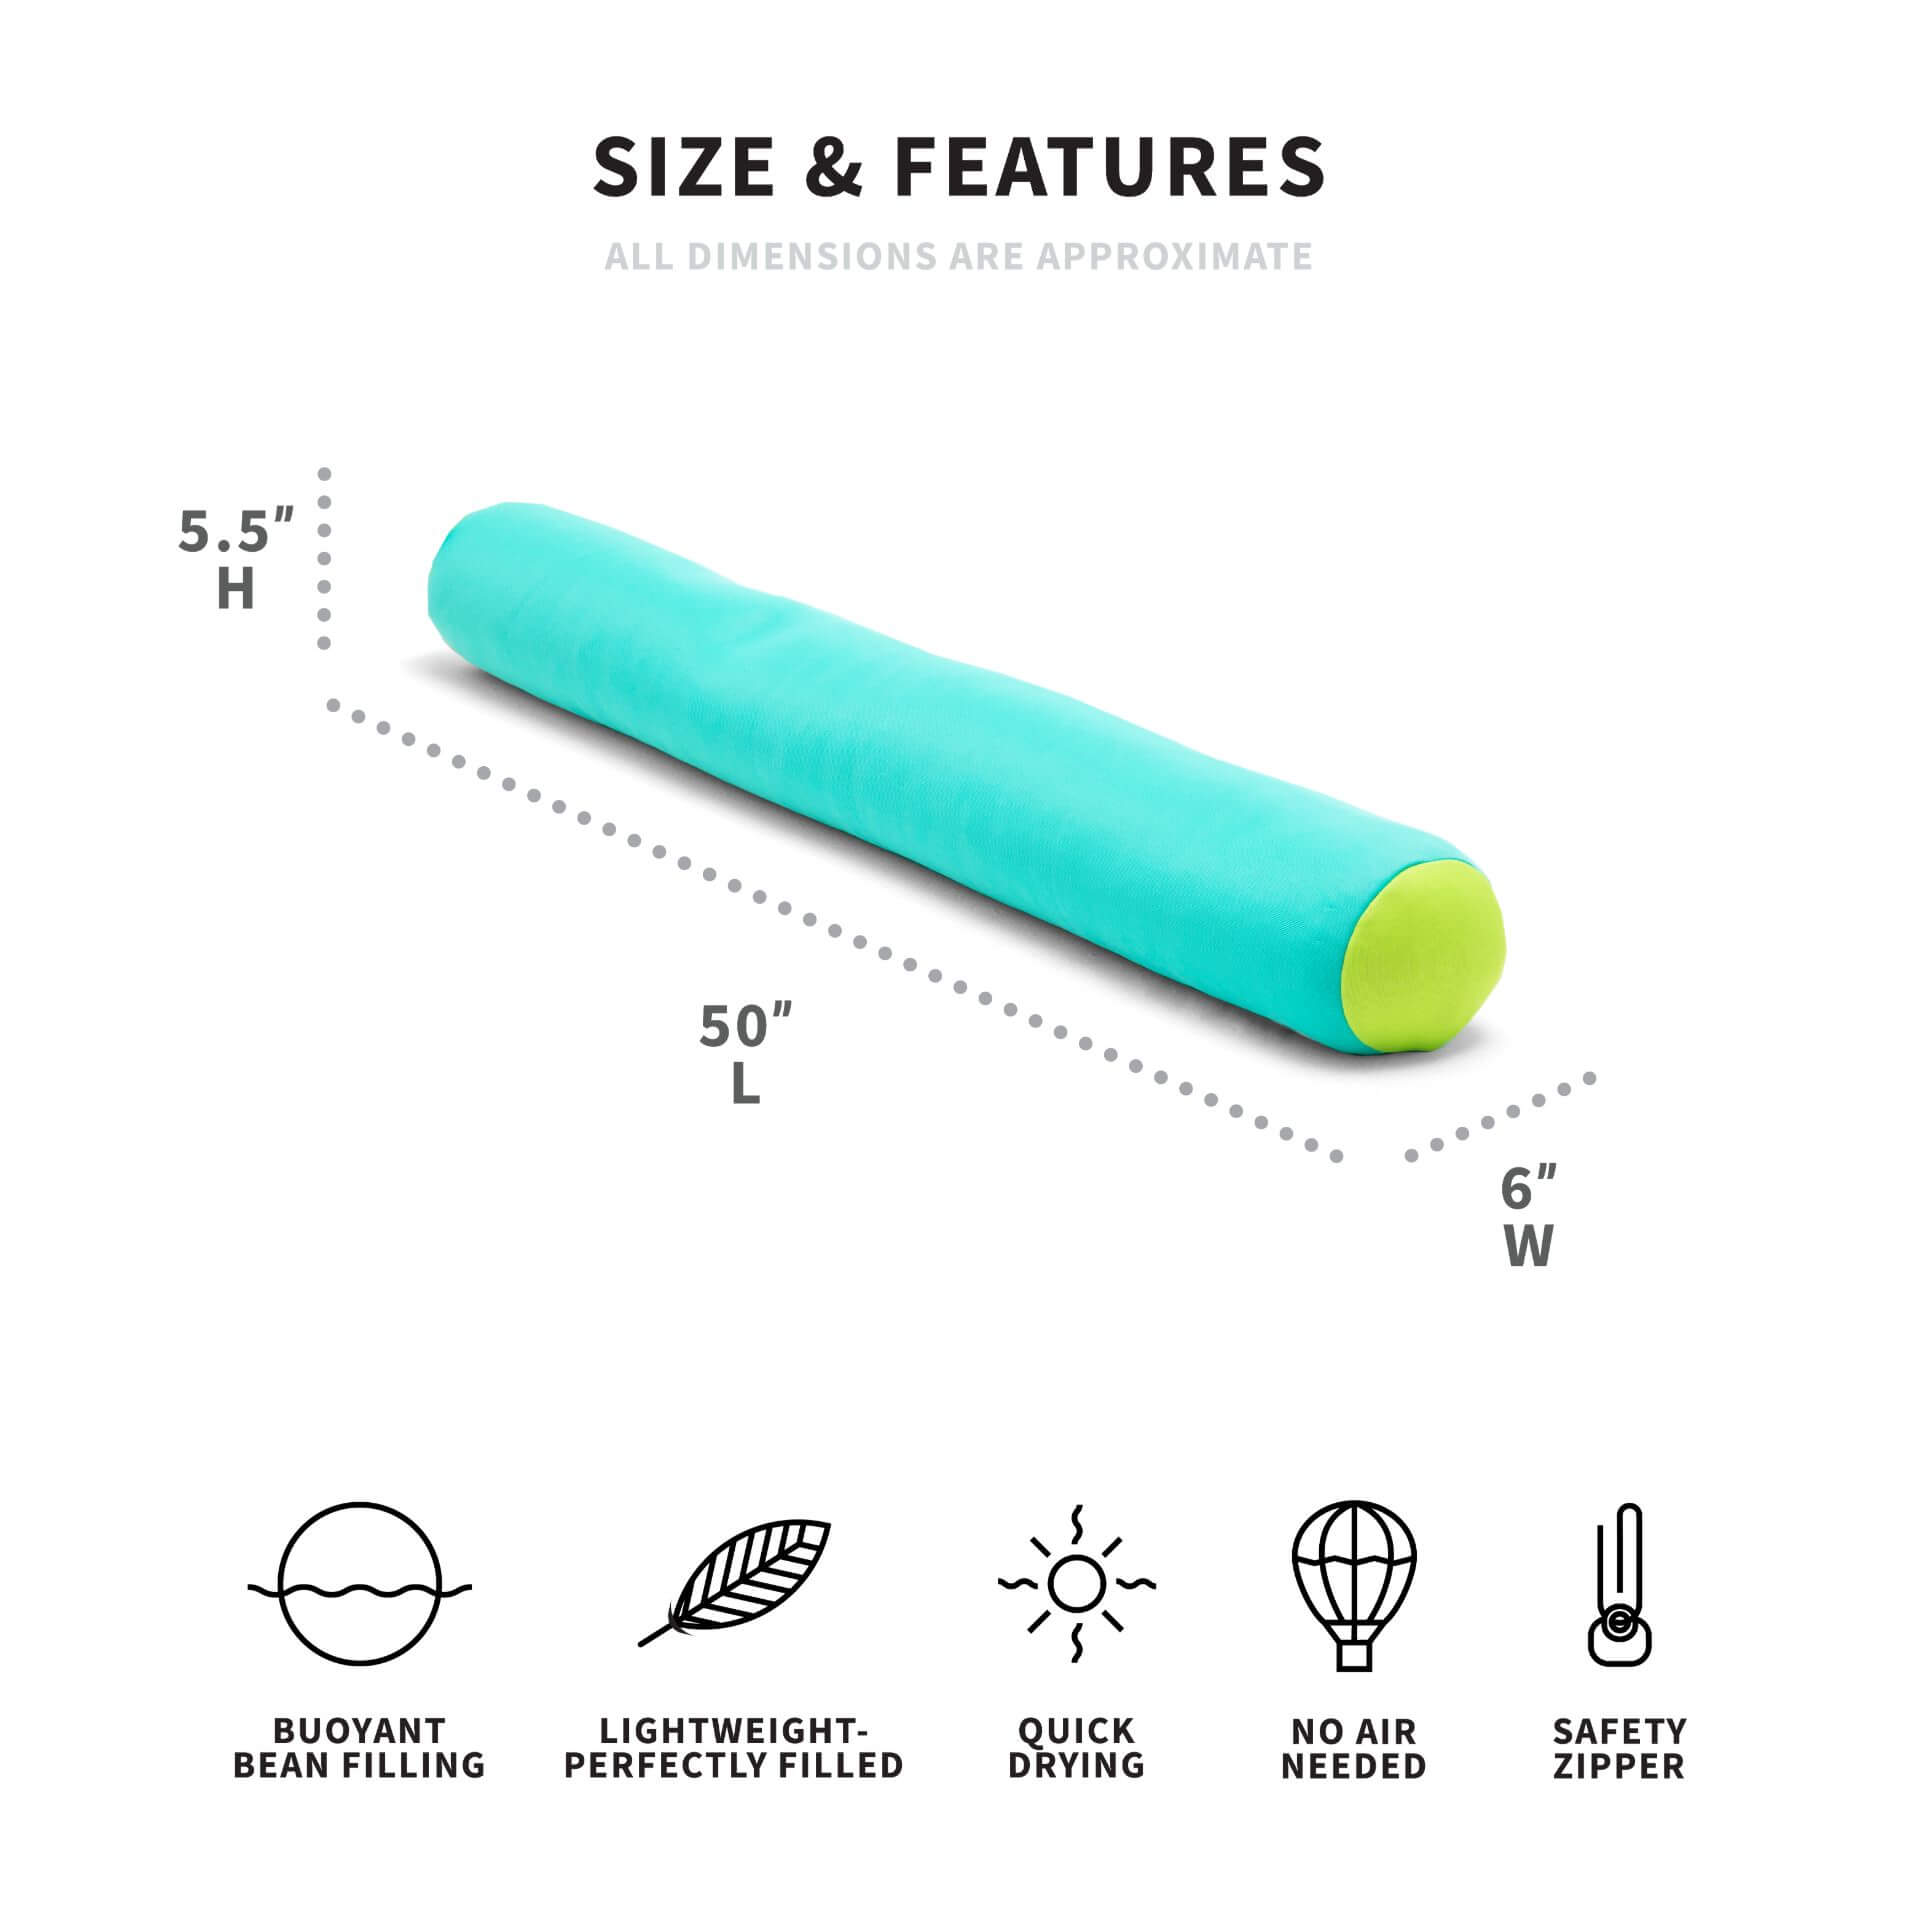 SIZE & FEATURES
ALL DIMENSIONS ARE APPROXIMATE
5.5"
H
50"
L
6"
W
BUOYANT
BEAN FILLING
LIGHTWEIGHT-
PERFECTLY FILLED
QUICK
DRYING
NO AIR
NEEDED
SAFETY
ZIPPER